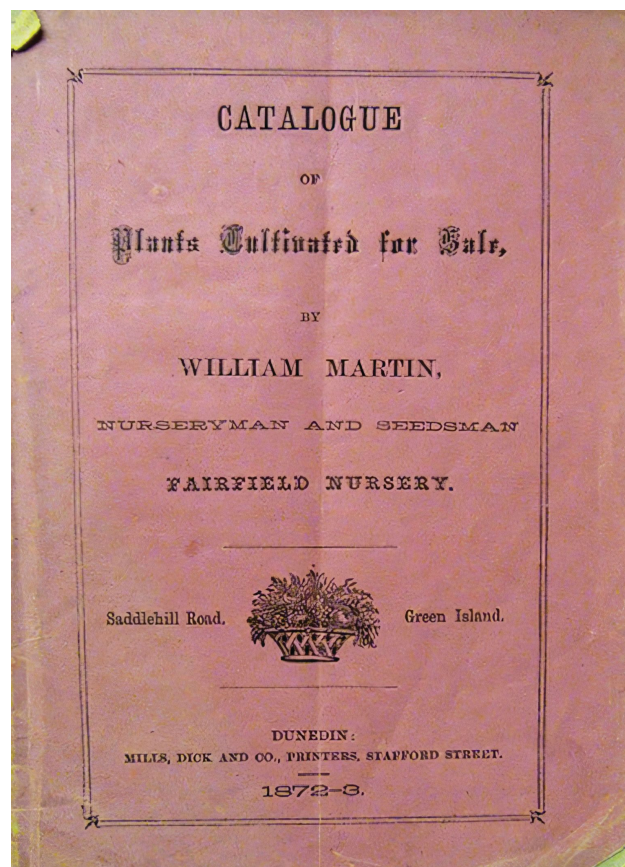 CATALOGUE
OF
Plants Cultivated for Sale,
BY
WILLIAM MARTIN,
NURSERYMAN AND SEEDSMAN
FAIRFIELD NURSERY.
Saddlehill Road. Green Island.
DUNEDIN:
MILLS, DICK AND CO., PRINTERS, STAFFORD STREET.
1872-3.